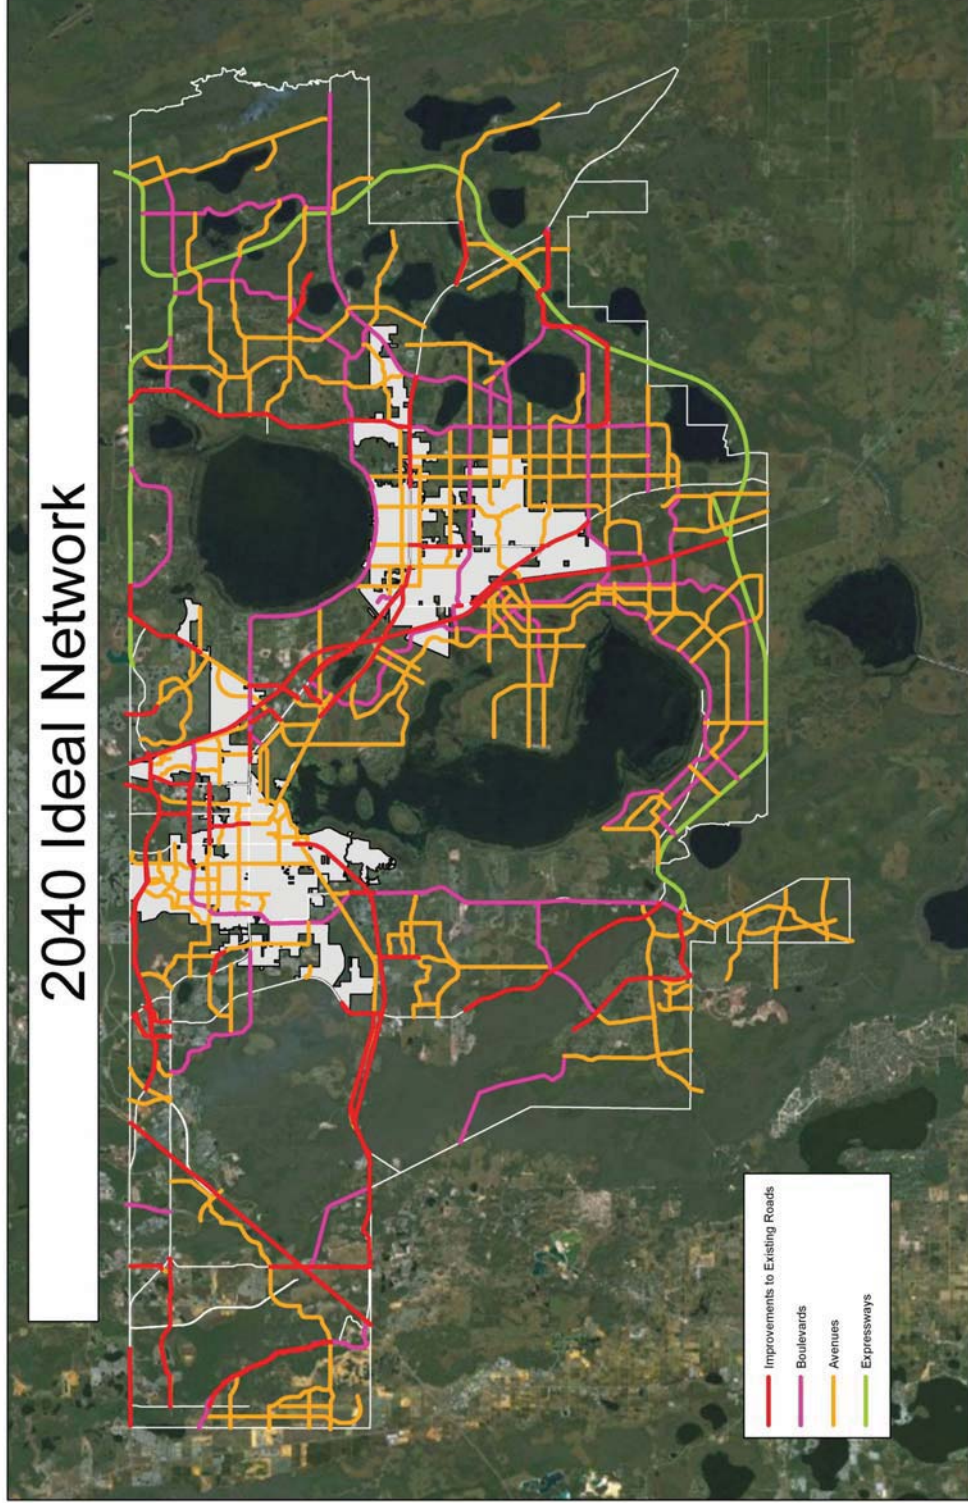 2040 Ideal Network
Improvements to Existing Roads
Boulevards
Avenues
Expressways